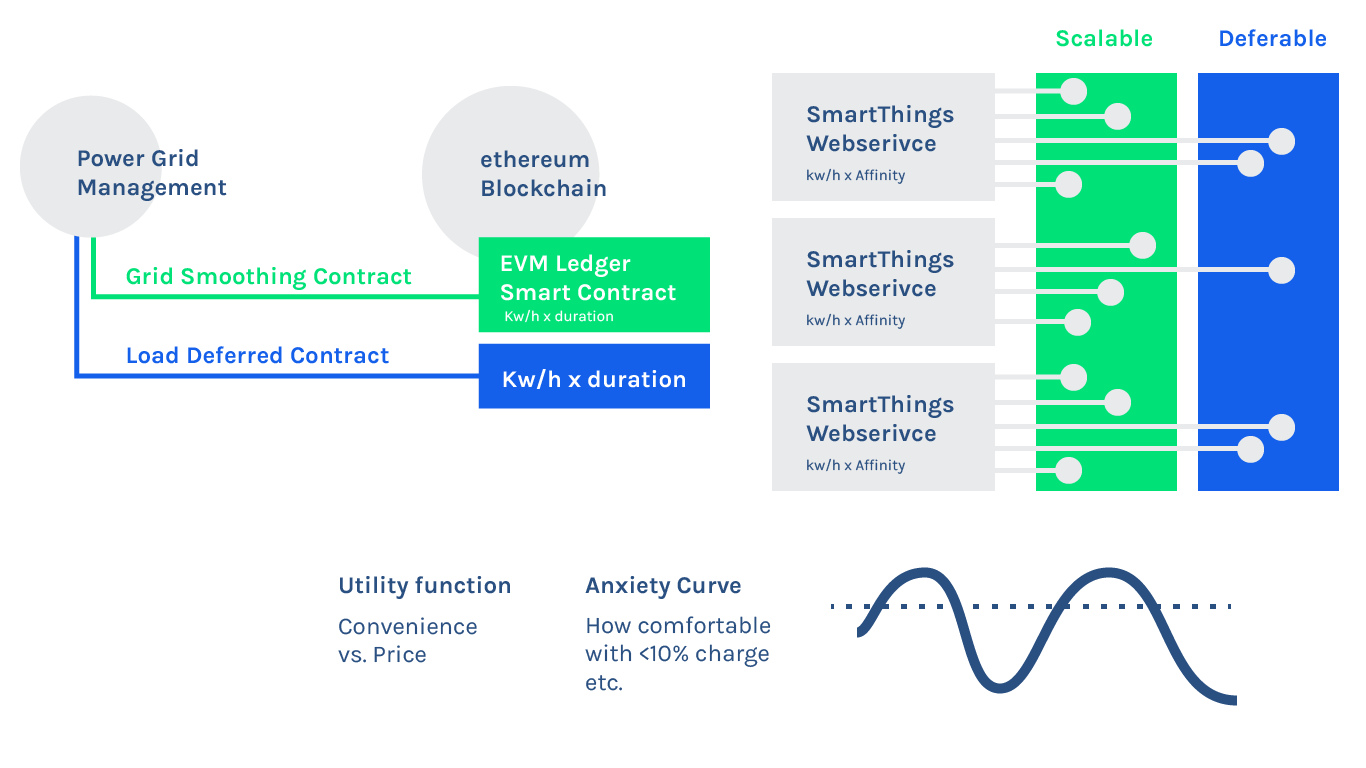 Scalable
Deferable
Power Grid
Management
ethereum
Blockchain
Grid Smoothing Contract
Load Deferred Contract
EVM Ledger
Smart Contract
Kw/h x duration
Kw/h x duration
SmartThings
Webserivce
kw/h x Affinity
SmartThings
Webserivce
kw/h x Affinity
SmartThings
Webserivce
kw/h x Affinity
Utility function
Convenience
vs. Price
Anxiety Curve
How comfortable
with <10% charge
etc.